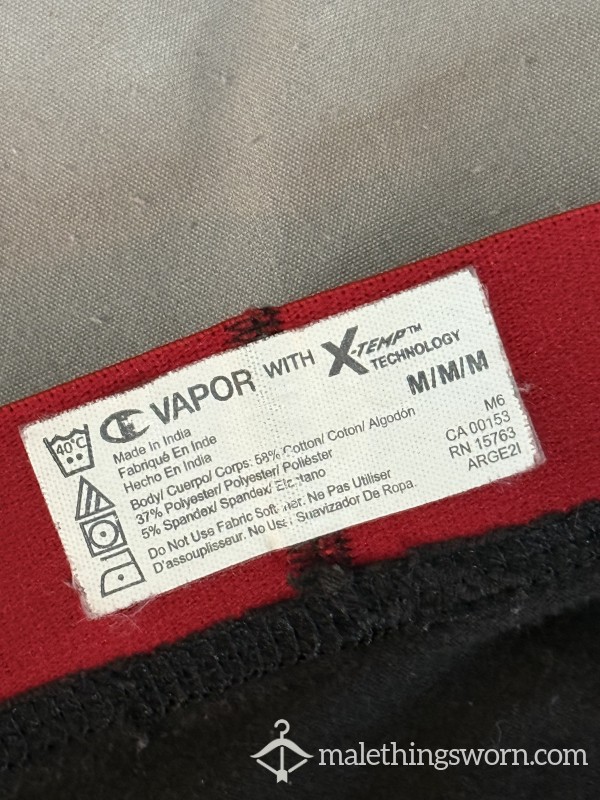 VAPOR WITH X-TEMP™ TECHNOLOGY
40°C
M/M/M
Made in India
Fabriqué En Inde
Hecho En India
Body/ Cuerpo/ Corps: 58% Cotton/ Coton/ Algodón
37% Polyester/ Polyester/ Poliéster
5% Spandex/ Spandex/ Elastano
Do Not Use Fabric Softener. Ne Pas Utiliser
D'assouplisseur. No Use Suavizador De Ropa.
M6
CA 00153
RN 15763
ARGE2I
malethingsworn.com